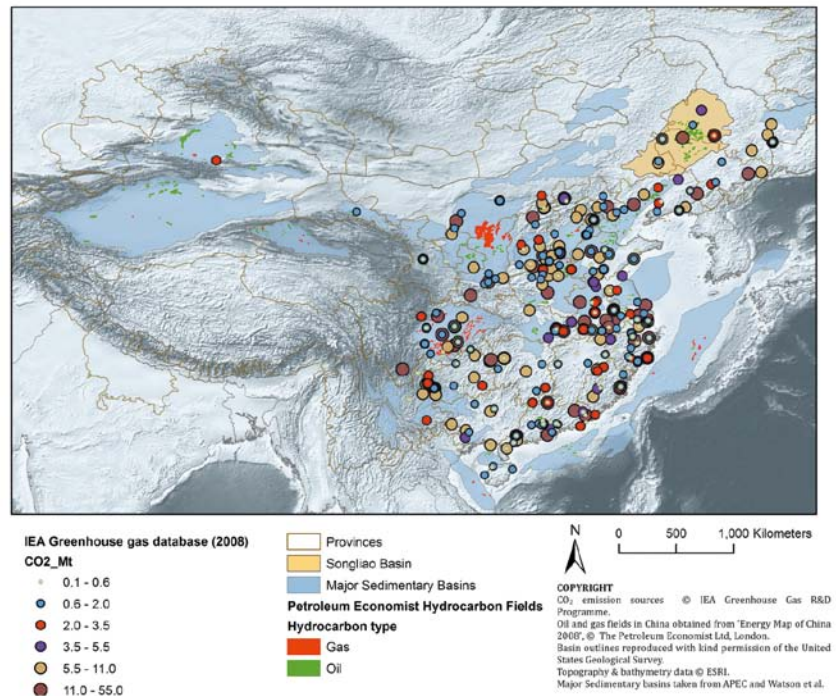 IEA Greenhouse gas database (2008)
CO2_Mt
0.1 - 0.6
0.6 - 2.0
2.0 - 3.5
3.5 - 5.5
5.5 - 11.0
11.0 - 55.0
Provinces
Songliao Basin
Major Sedimentary Basins
Petroleum Economist Hydrocarbon Fields
Hydrocarbon type
Gas
Oil
N
0 500 1,000 Kilometers
COPYRIGHT
CO₂ emission sources © IEA Greenhouse Gas R&D
Programme.
Oil and gas fields in China obtained from 'Energy Map of China
2008', © The Petroleum Economist Ltd, London.
Basin outlines reproduced with kind permission of the United
States Geological Survey.
Topography & bathymetry data © ESRI.
Major Sedimentary basins taken from APEC and Watson et al.